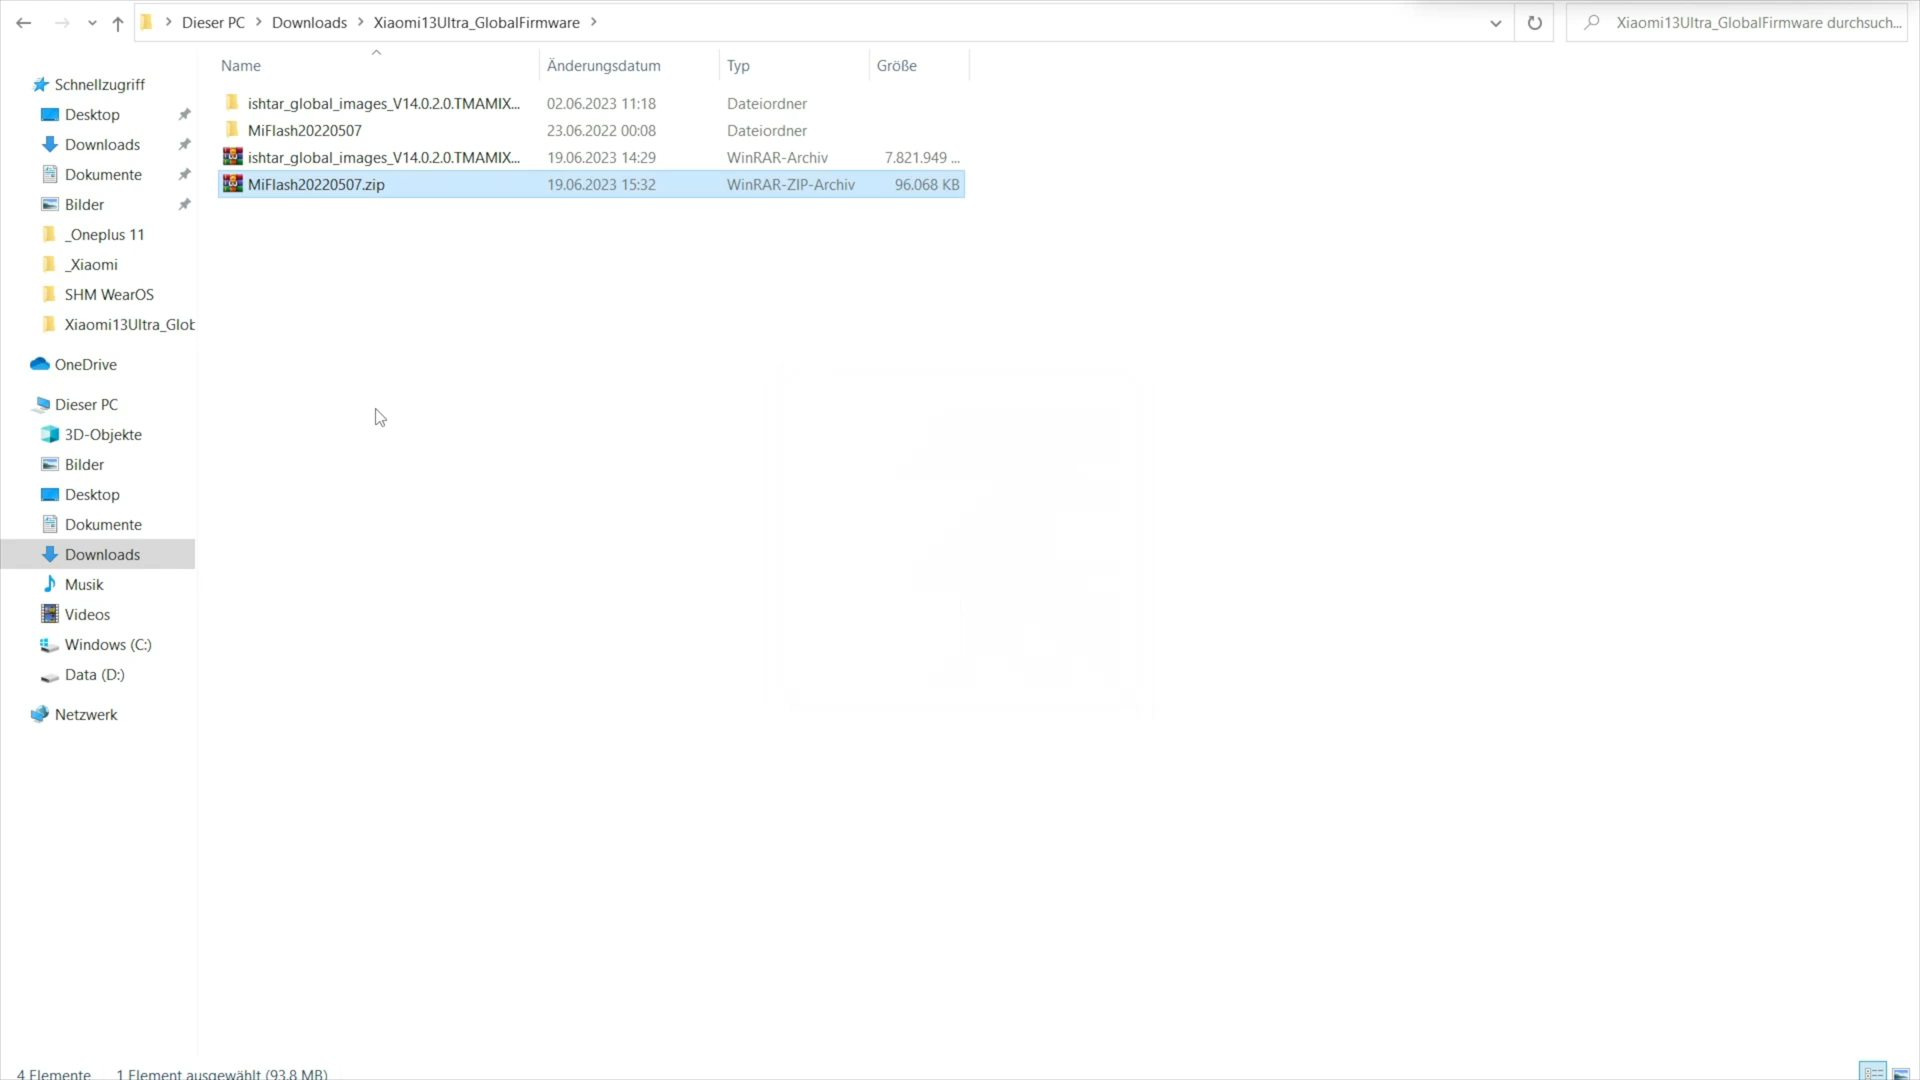 Dieser PC > Downloads > Xiaomi13Ultra_GlobalFirmware >
Xiaomi13Ultra_GlobalFirmware durchsuch...
Name
Änderungsdatum
Typ
Größe
ishtar_global_images_V14.0.2.0.TMAMIX... 02.06.2023 11:18 Dateiordner
MiFlash20220507 23.06.2022 00:08 Dateiordner
ishtar_global_images_V14.0.2.0.TMAMIX... 19.06.2023 14:29 WinRAR-Archiv 7.821.949 ...
MiFlash20220507.zip 19.06.2023 15:32 WinRAR-ZIP-Archiv 96.068 KB
Schnellzugriff
Desktop
Downloads
Dokumente
Bilder
_Oneplus 11
_Xiaomi
SHM WearOS
Xiaomi13Ultra_Glob
OneDrive
Dieser PC
3D-Objekte
Bilder
Desktop
Dokumente
Downloads
Musik
Videos
Windows (C:)
Data (D:)
Netzwerk
4 Elemente 1 Element ausgewählt (93,8 MB)